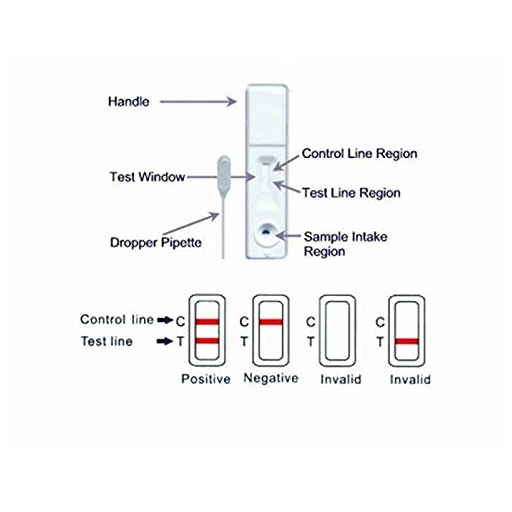 Handle
Control Line Region
Test Window
Test Line Region
Dropper Pipette
Sample Intake
Region
Control line C C C C
Test line T T T T
Positive Negative Invalid Invalid